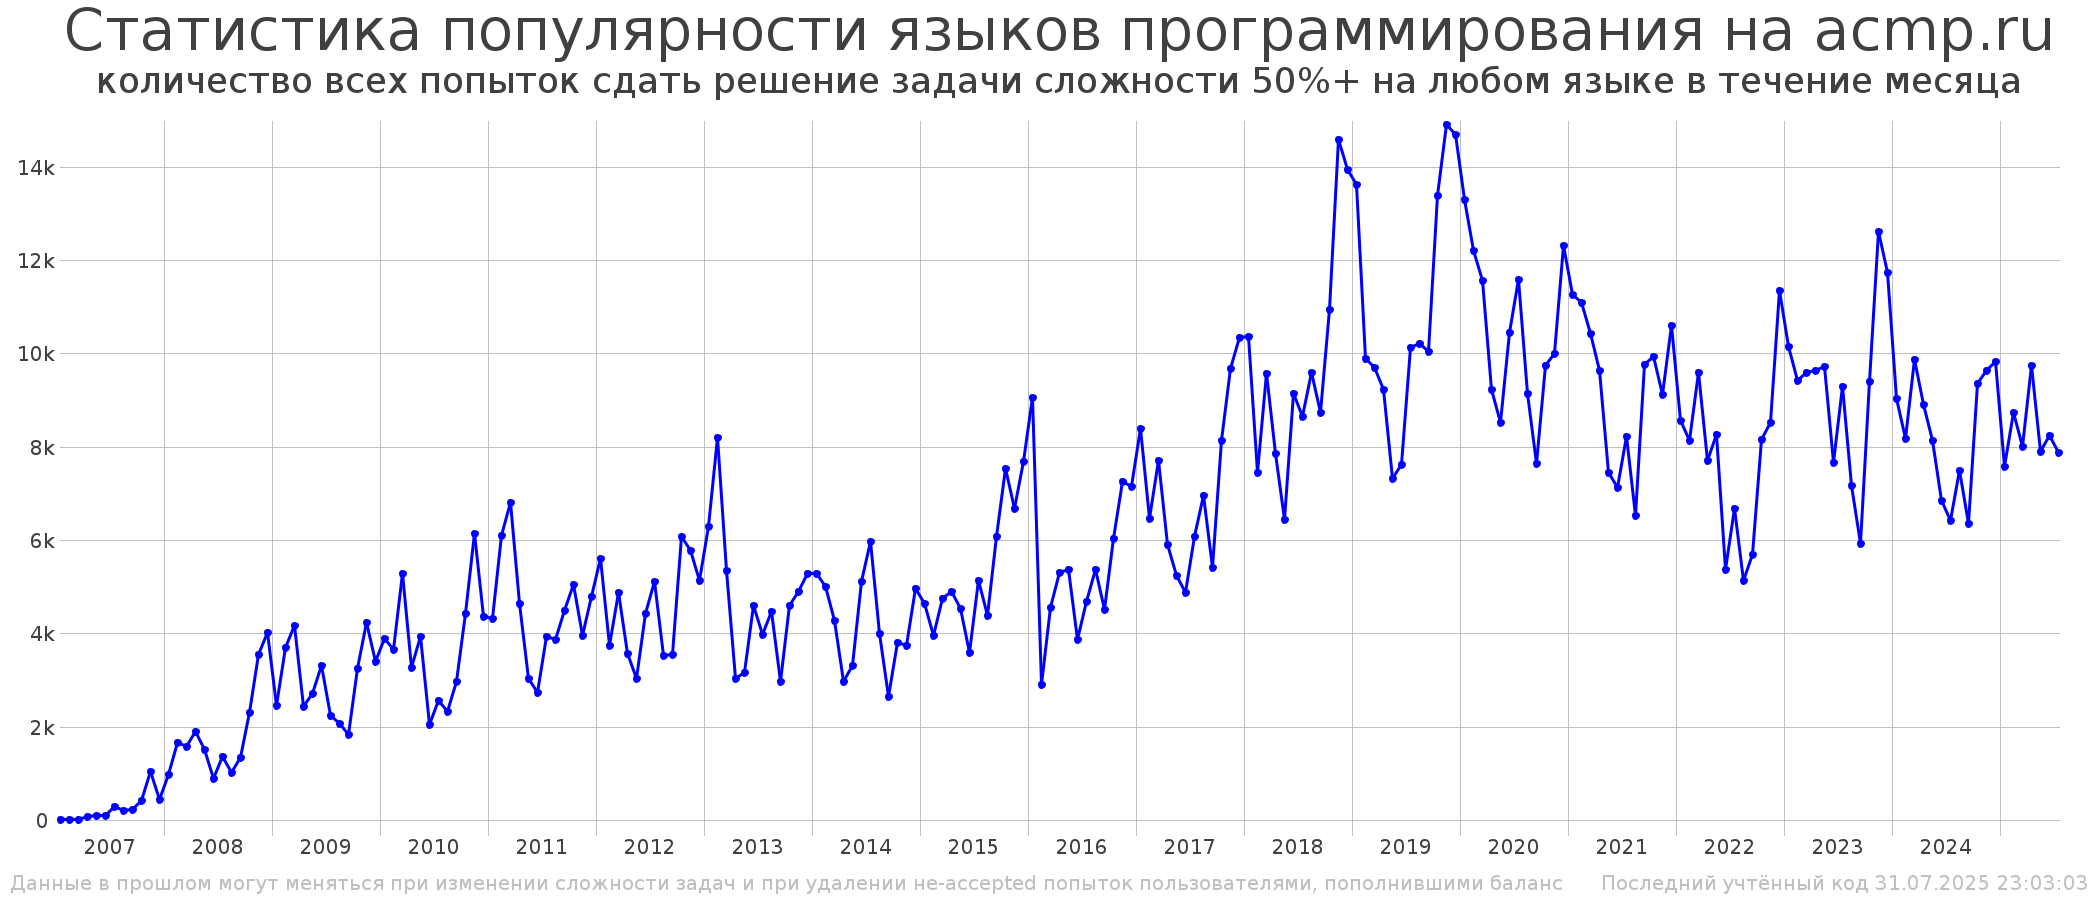 Статистика популярности языков программирования на acmp.ru
количество всех попыток сдать решение задачи сложности 50%+ на любом языке в течение месяца
14k
12k
10k
8k
6k
4k
2k
0
2007 2008 2009 2010 2011 2012 2013 2014 2015 2016 2017 2018 2019 2020 2021 2022 2023 2024
Данные в прошлом могут меняться при изменении сложности задач и при удалении не-accepted попыток пользователями, пополнившими баланс Последний учтённый код 31.07.2025 23:03:03